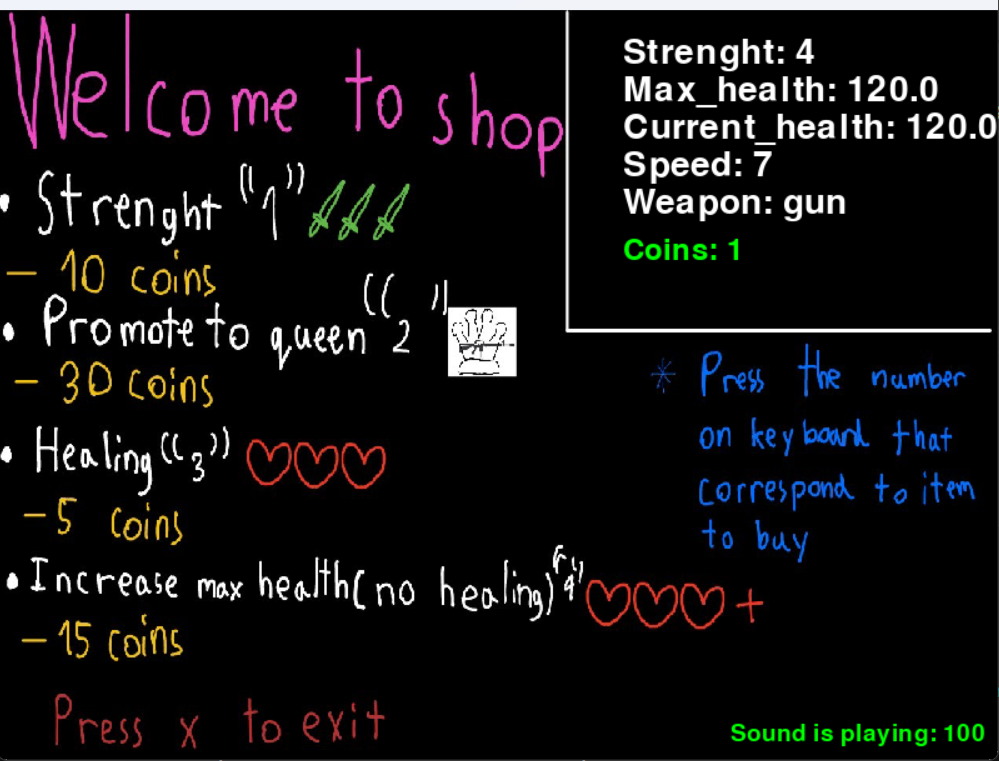 Welcome to shop
• Strenght "1"
- 10 coins
• Promote to queen "2"
- 30 coins
• Healing "3"
- 5 coins
• Increase max health(no healing) "4"
- 15 coins
Press x to exit
Strenght: 4
Max_health: 120.0
Current_health: 120.0
Speed: 7
Weapon: gun
Coins: 1
* Press the number
on keyboard that
correspond to item
to buy
Sound is playing: 100